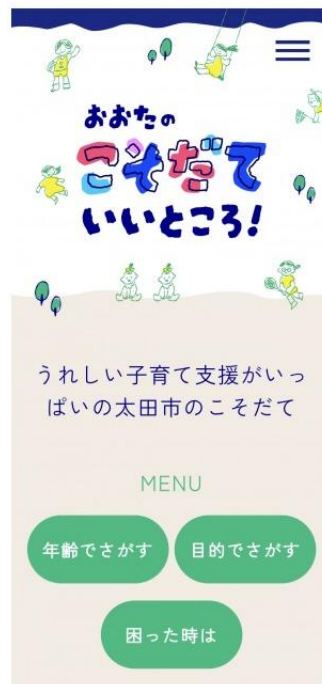 おおたの
こそだて
いいところ!
うれしい子育て支援がいっ
ぱいの太田市のこそだて
MENU
年齢でさがす
目的でさがす
困った時は